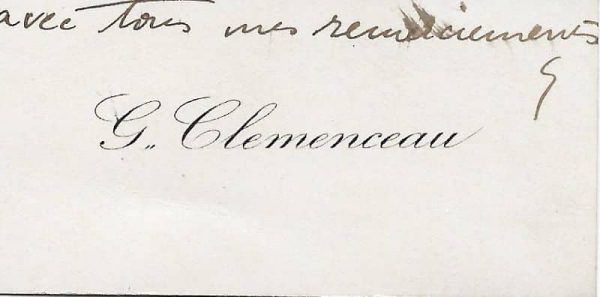 avec tous mes remerciements
G.. Clemenceau